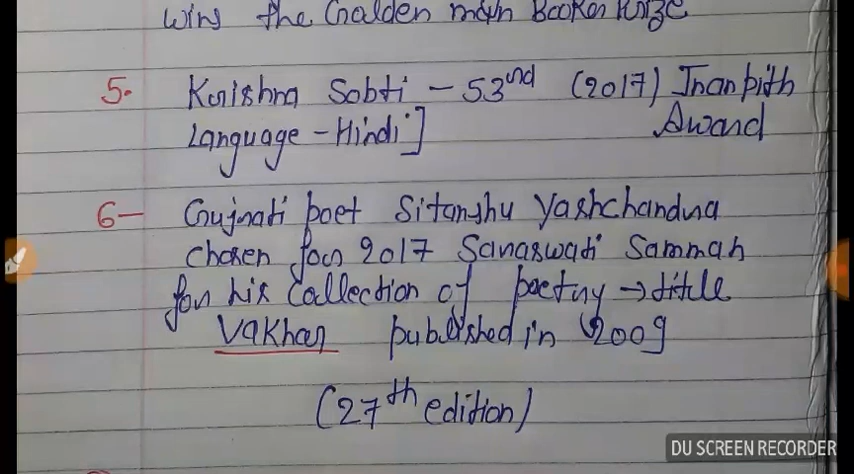 wins the Golden man Booker Prize
5. Krishna Sobti - 53nd (2017) Jnanpith
Language - Hindi] Award
6- Gujrati poet Sitanshu Yashchandra
chosen for 2017 Saraswati Samman
for his Collection of poetry → title
Vakhar published in 2009
(27th edition)
DU SCREEN RECORDER